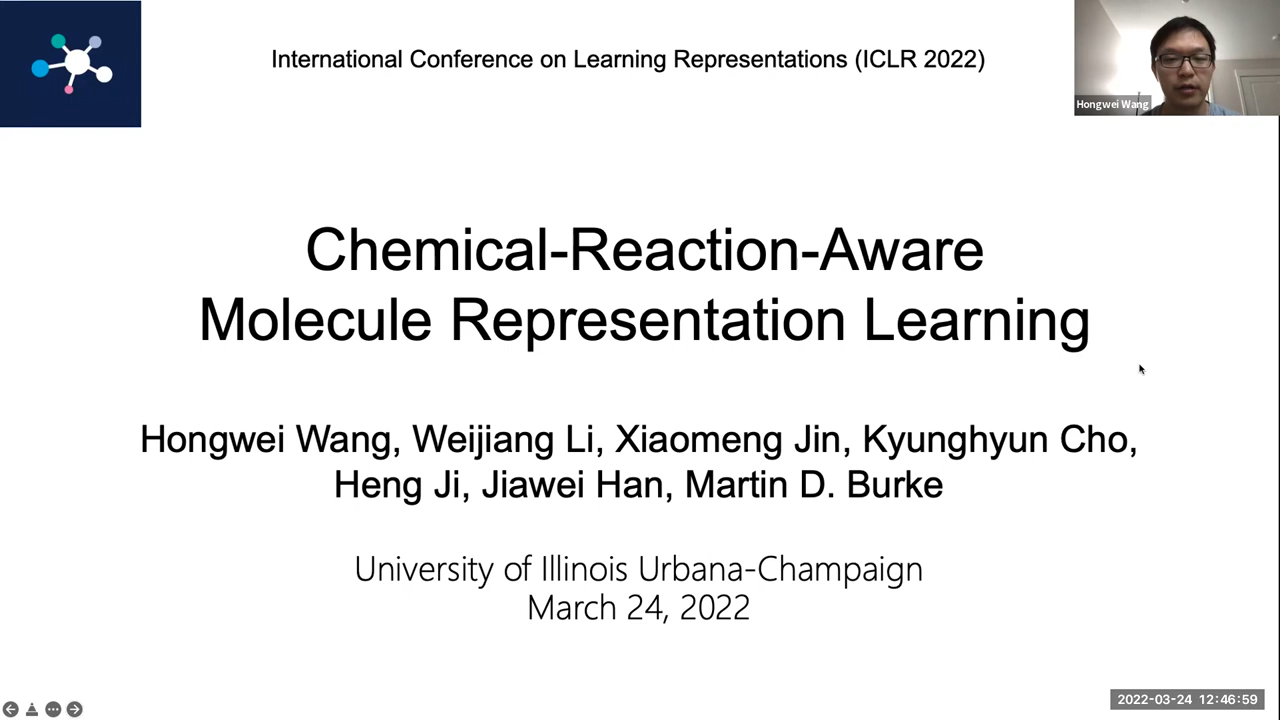 International Conference on Learning Representations (ICLR 2022)
Hongwei Wang
Chemical-Reaction-Aware
Molecule Representation Learning
Hongwei Wang, Weijiang Li, Xiaomeng Jin, Kyunghyun Cho,
Heng Ji, Jiawei Han, Martin D. Burke
University of Illinois Urbana-Champaign
March 24, 2022
2022-03-24 12:46:59